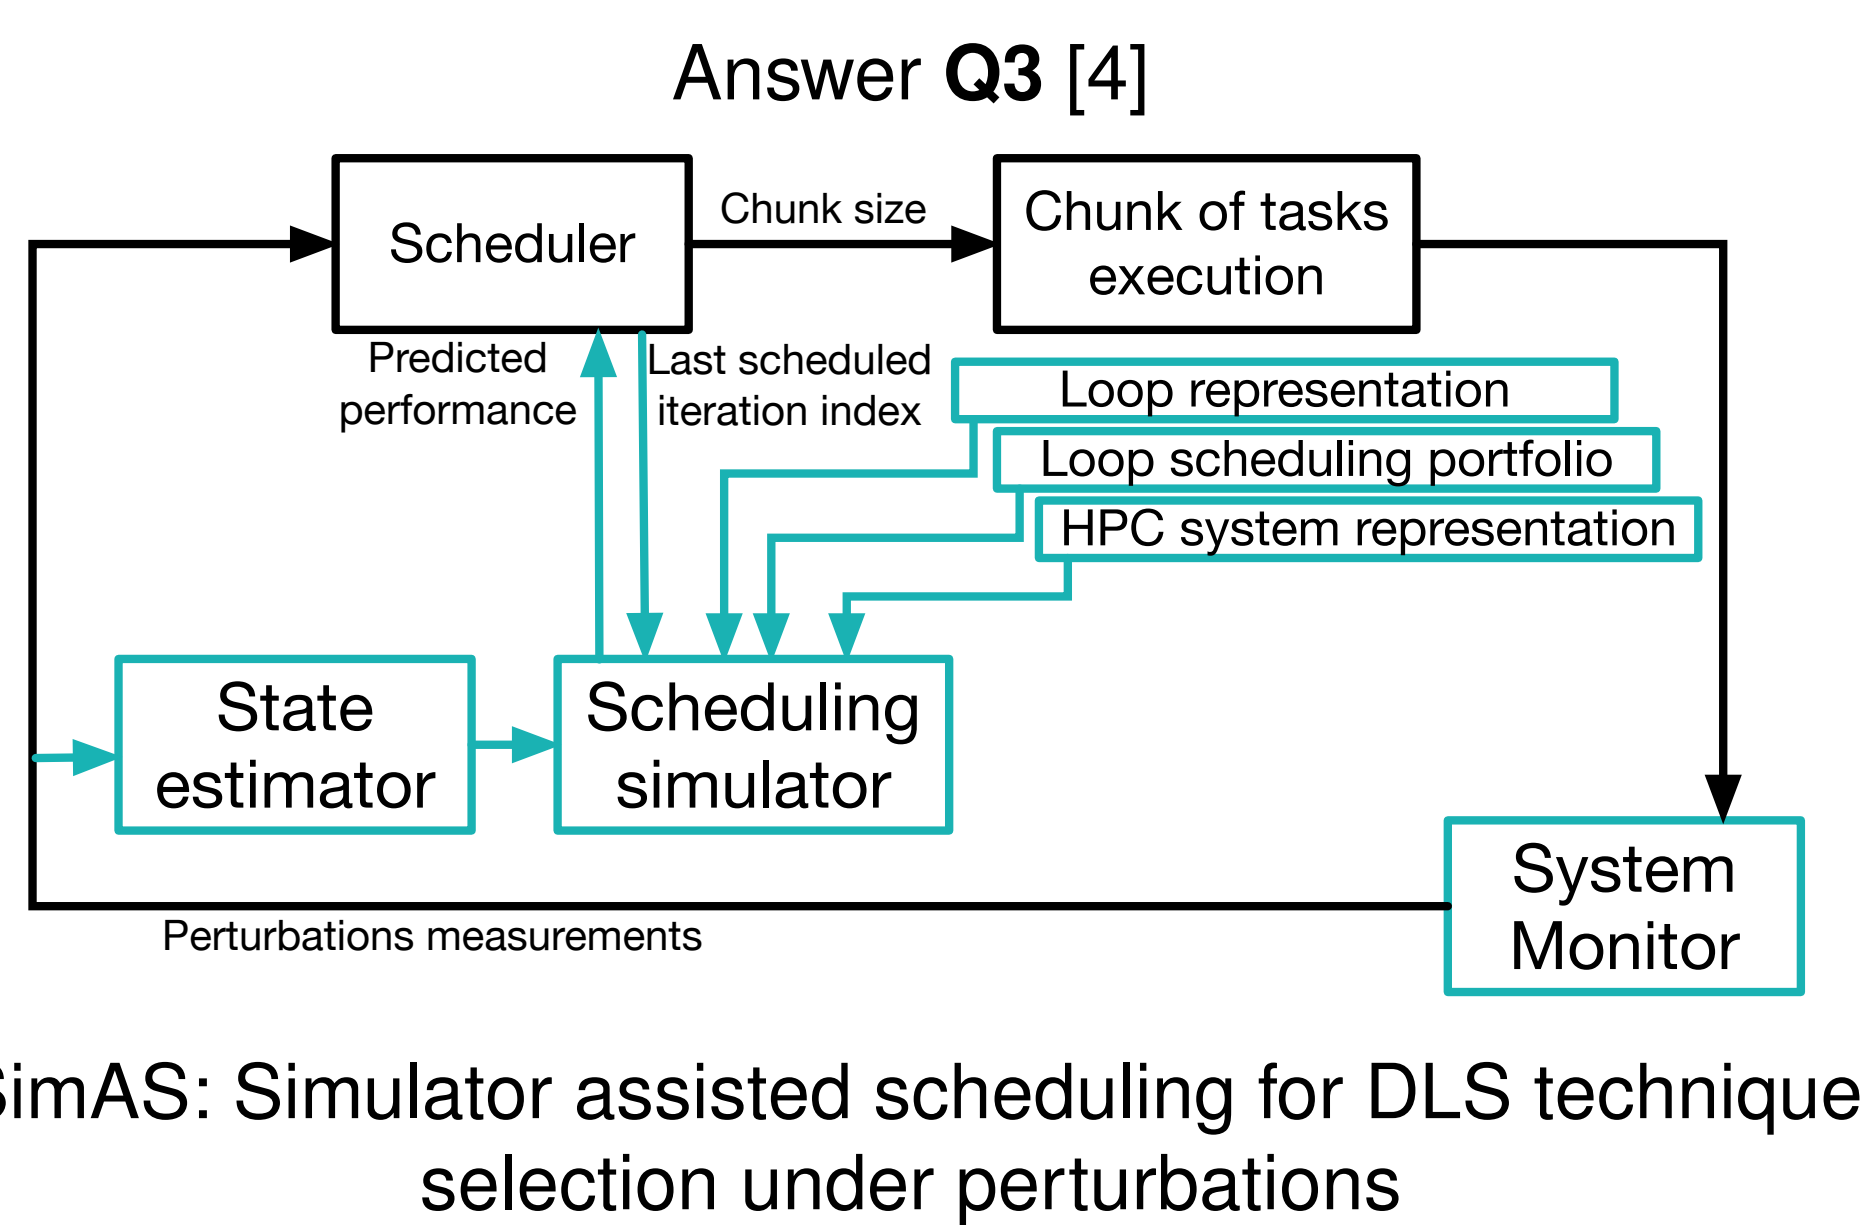 Answer Q3 [4]
Scheduler
Chunk size
Chunk of tasks
execution
Predicted
performance
Last scheduled
iteration index
Loop representation
Loop scheduling portfolio
HPC system representation
State
estimator
Scheduling
simulator
System
Monitor
Perturbations measurements
SimAS: Simulator assisted scheduling for DLS technique
selection under perturbations